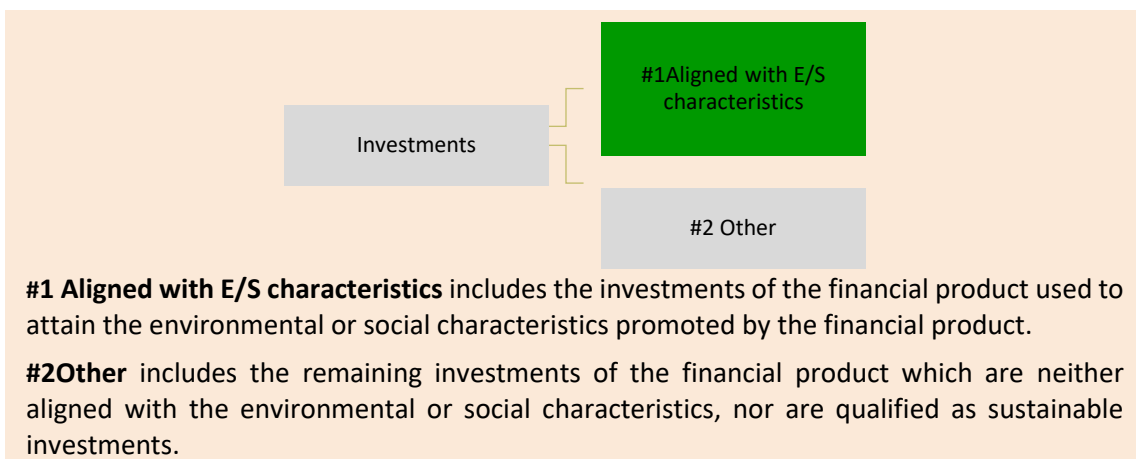 #1Aligned with E/S
characteristics
Investments
#2 Other
#1 Aligned with E/S characteristics includes the investments of the financial product used to
attain the environmental or social characteristics promoted by the financial product.
#2Other includes the remaining investments of the financial product which are neither
aligned with the environmental or social characteristics, nor are qualified as sustainable
investments.